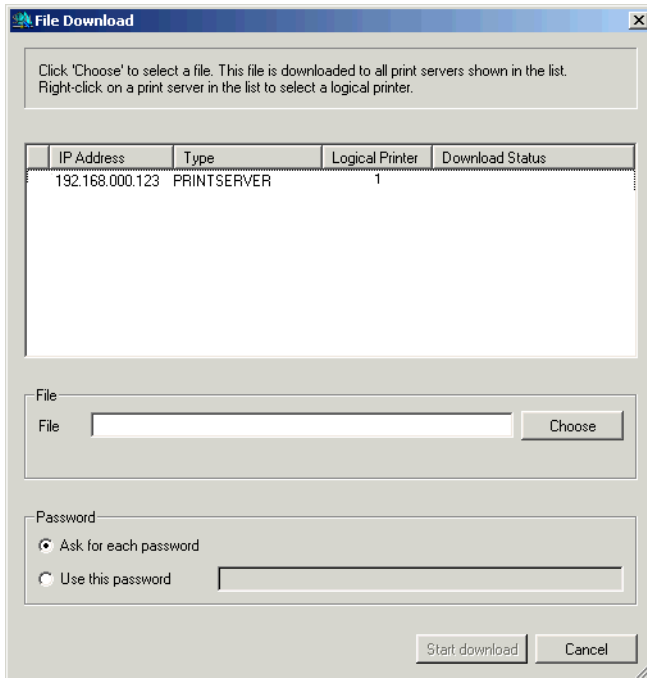 File Download
Click 'Choose' to select a file. This file is downloaded to all print servers shown in the list.
Right-click on a print server in the list to select a logical printer.
IP Address Type Logical Printer Download Status
192.168.000.123 PRINTSERVER 1
File
File Choose
Password
Ask for each password
Use this password
Start download Cancel